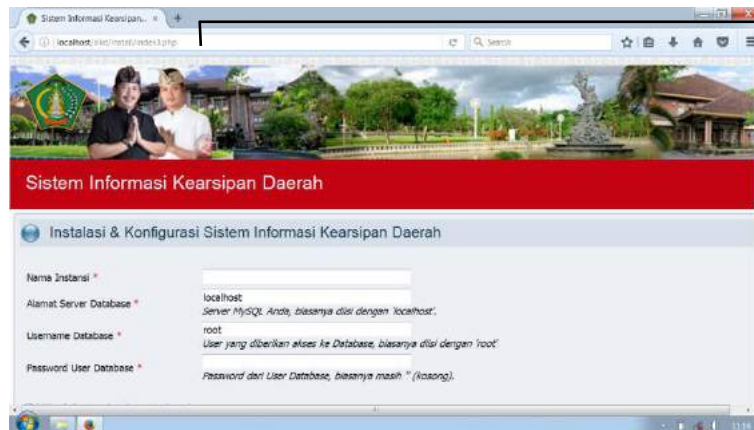 Sistem Informasi Kearsipan...
localhost/sikd/install/index1.php
Search
Sistem Informasi Kearsipan Daerah
Instalasi & Konfigurasi Sistem Informasi Kearsipan Daerah
Nama Instansi *
Alamat Server Database *
localhost
Server MySQL Anda, biasanya diisi dengan 'localhost'.
Username Database *
root
User yang diberikan akses ke Database, biasanya diisi dengan 'root'
Password User Database *
Password dari User Database, biasanya masih '' (kosong).